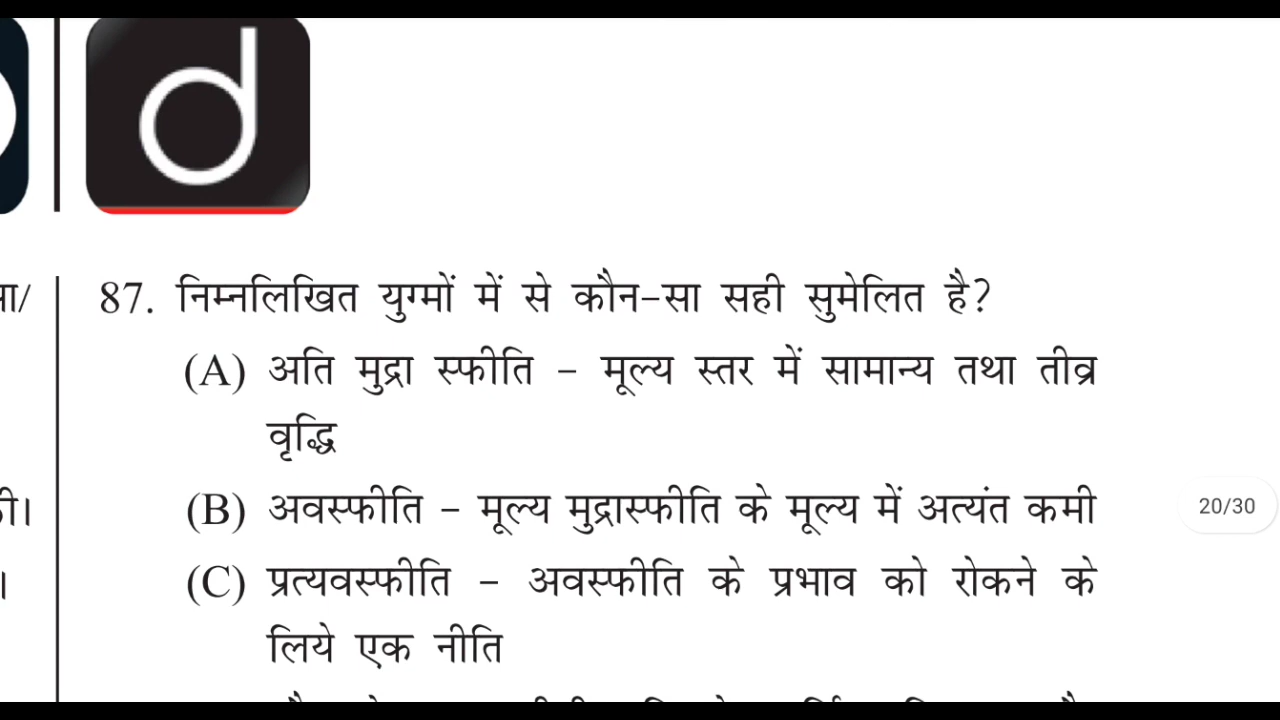 d
87. निम्नलिखित युग्मों में से कौन-सा सही सुमेलित है?
(A) अति मुद्रा स्फीति – मूल्य स्तर में सामान्य तथा तीव्र
वृद्धि
(B) अवस्फीति – मूल्य मुद्रास्फीति के मूल्य में अत्यंत कमी
20/30
(C) प्रत्यवस्फीति – अवस्फीति के प्रभाव को रोकने के
लिये एक नीति